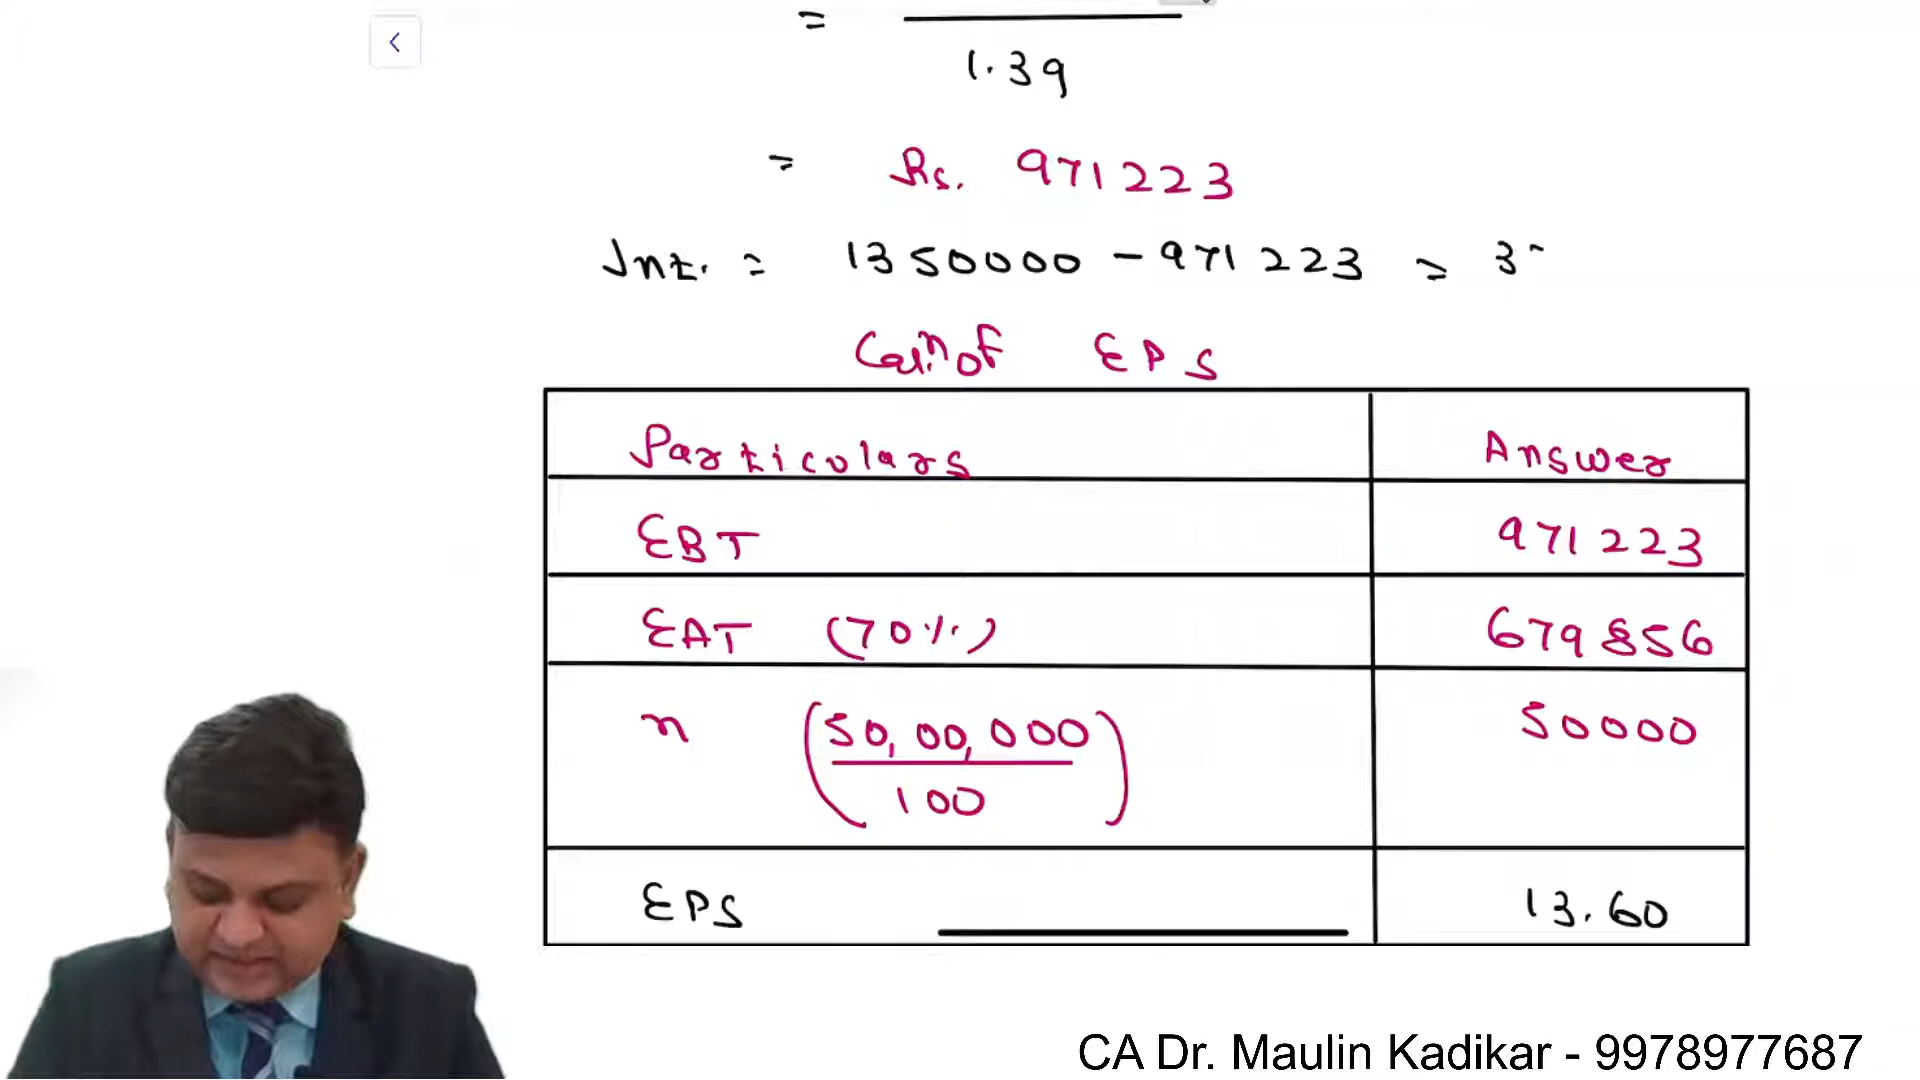 =
1.39
= Rs. 971223
Int. = 1350000 - 971223 = 3
Caln of EPS
Particulars Answer
EBT 971223
EAT (70%) 679856
n (50,00,000 / 100) 50000
EPS 13.60
CA Dr. Maulin Kadikar - 9978977687